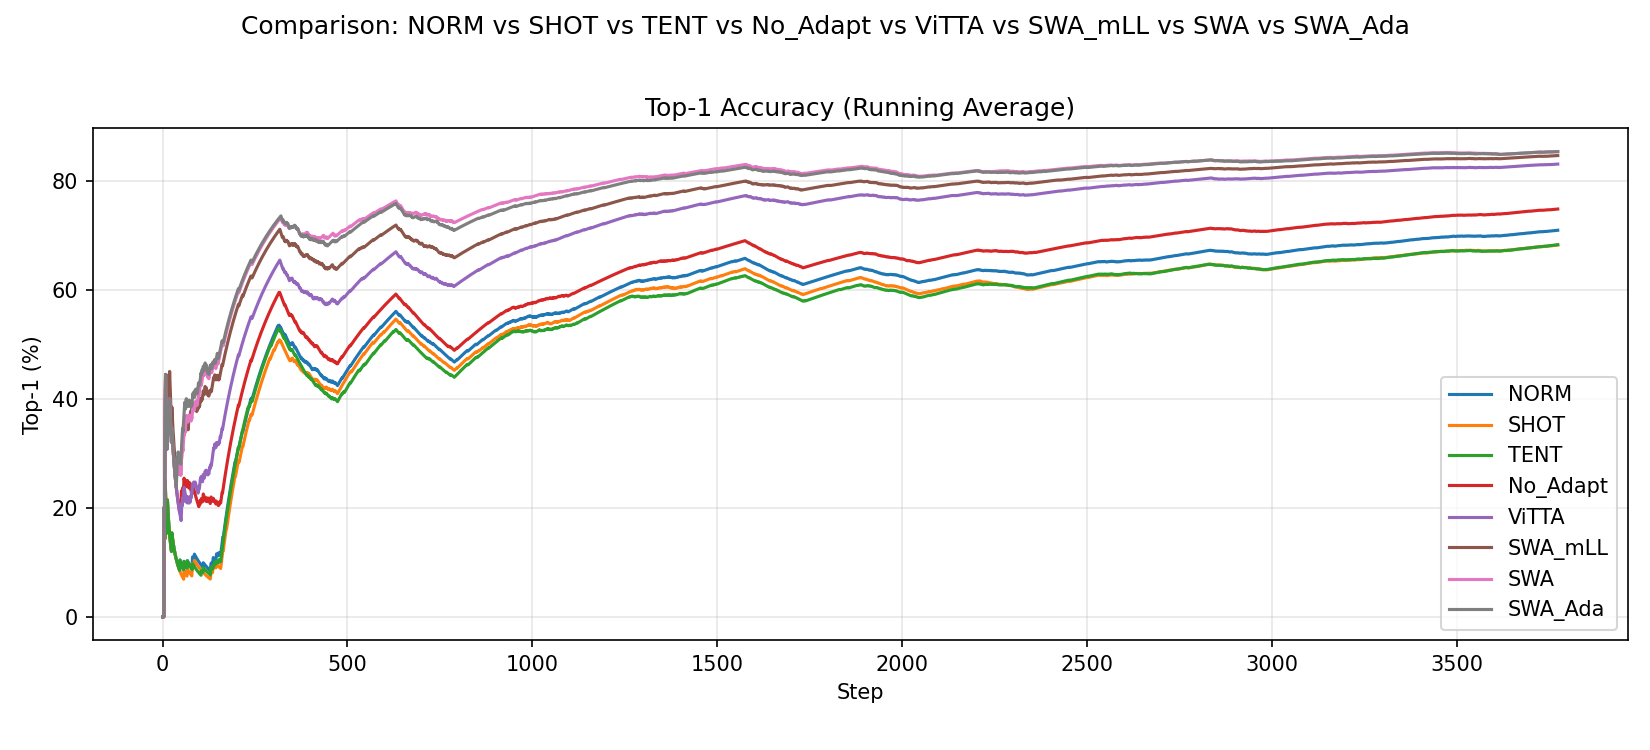 Comparison: NORM vs SHOT vs TENT vs No_Adapt vs ViTTA vs SWA_mLL vs SWA vs SWA_Ada
Top-1 Accuracy (Running Average)
Top-1 (%)
80
60
40
20
0
0 500 1000 1500 2000 2500 3000 3500
Step
NORM
SHOT
TENT
No_Adapt
ViTTA
SWA_mLL
SWA
SWA_Ada